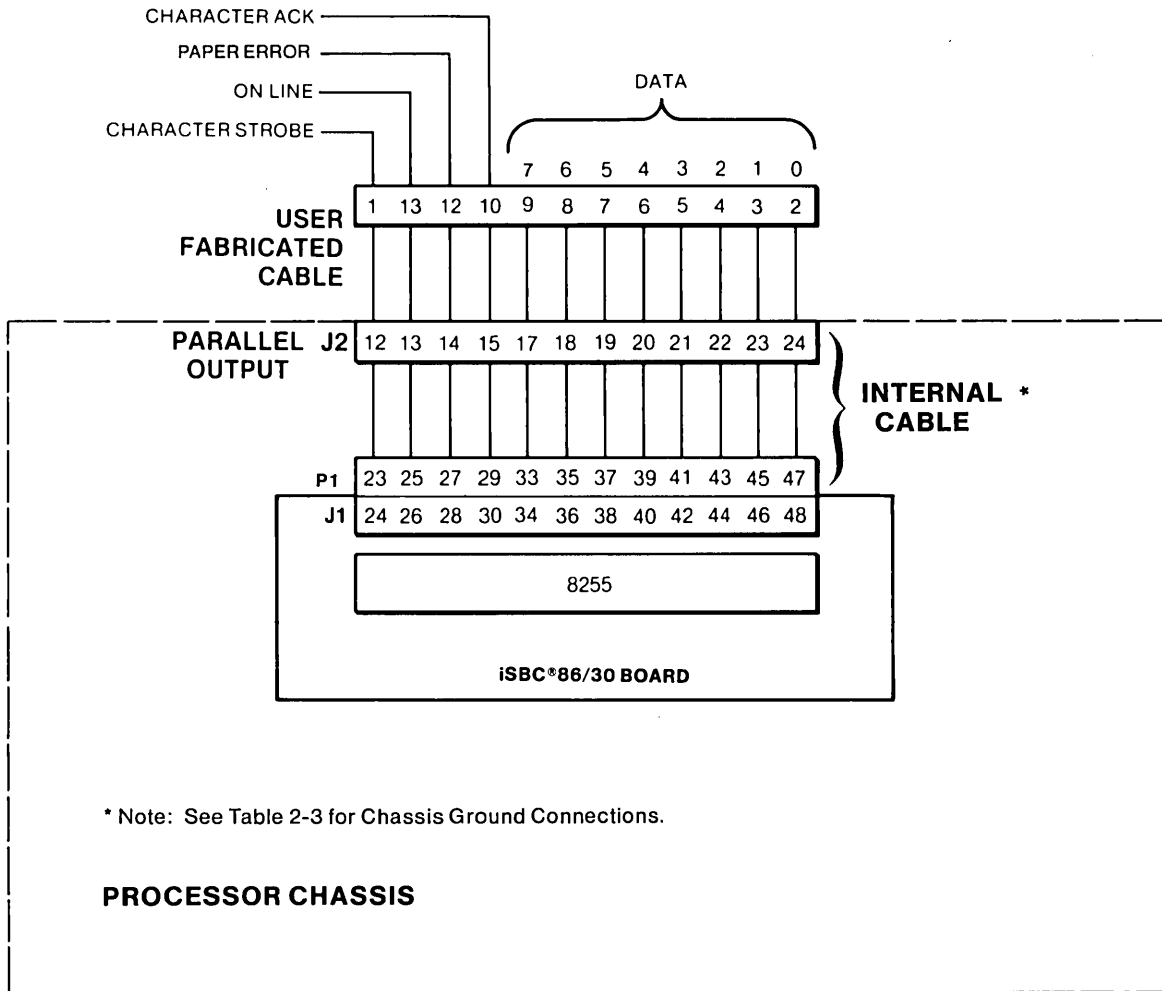 CHARACTER ACK
PAPER ERROR
ON LINE
DATA
CHARACTER STROBE
7 6 5 4 3 2 1 0
1 13 12 10 9 8 7 6 5 4 3 2
USER
FABRICATED
CABLE
PARALLEL J2 12 13 14 15 17 18 19 20 21 22 23 24
OUTPUT
INTERNAL *
CABLE
P1 23 25 27 29 33 35 37 39 41 43 45 47
J1 24 26 28 30 34 36 38 40 42 44 46 48
8255
iSBC®86/30 BOARD
* Note: See Table 2-3 for Chassis Ground Connections.
PROCESSOR CHASSIS